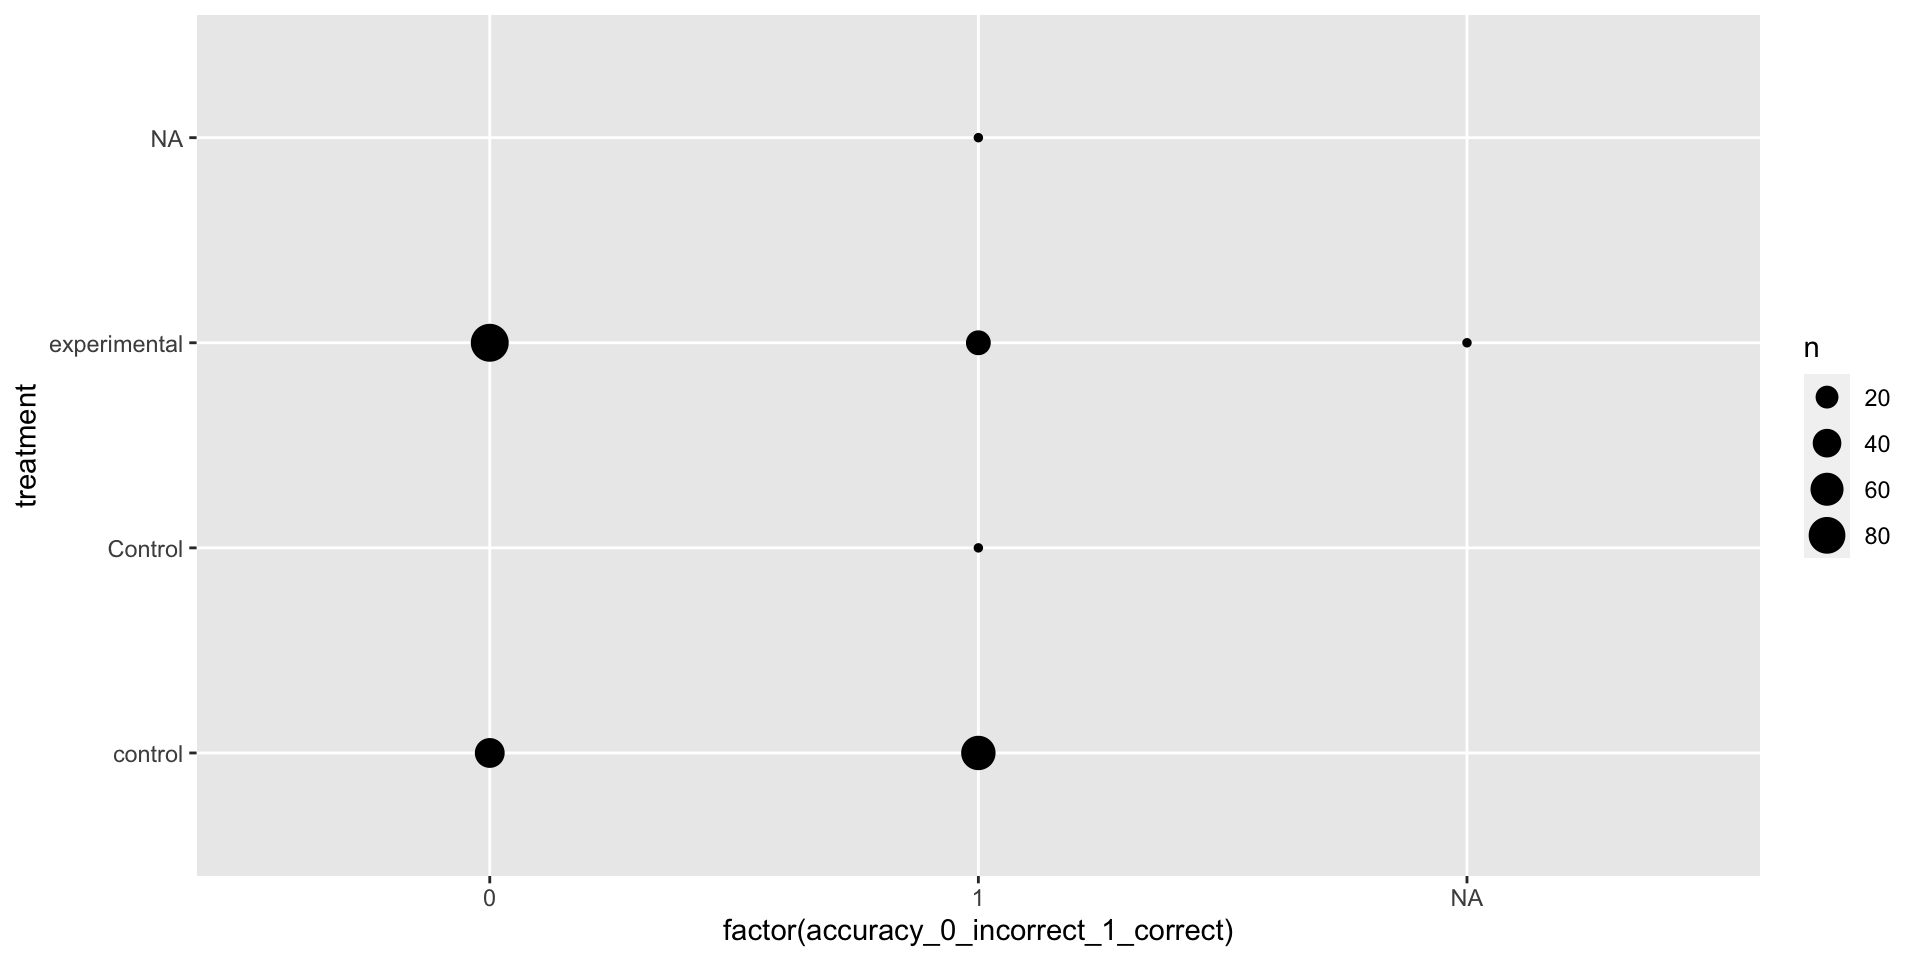 NA
experimental
Control
control
treatment
0
1
NA
factor(accuracy_0_incorrect_1_correct)
n
20
40
60
80